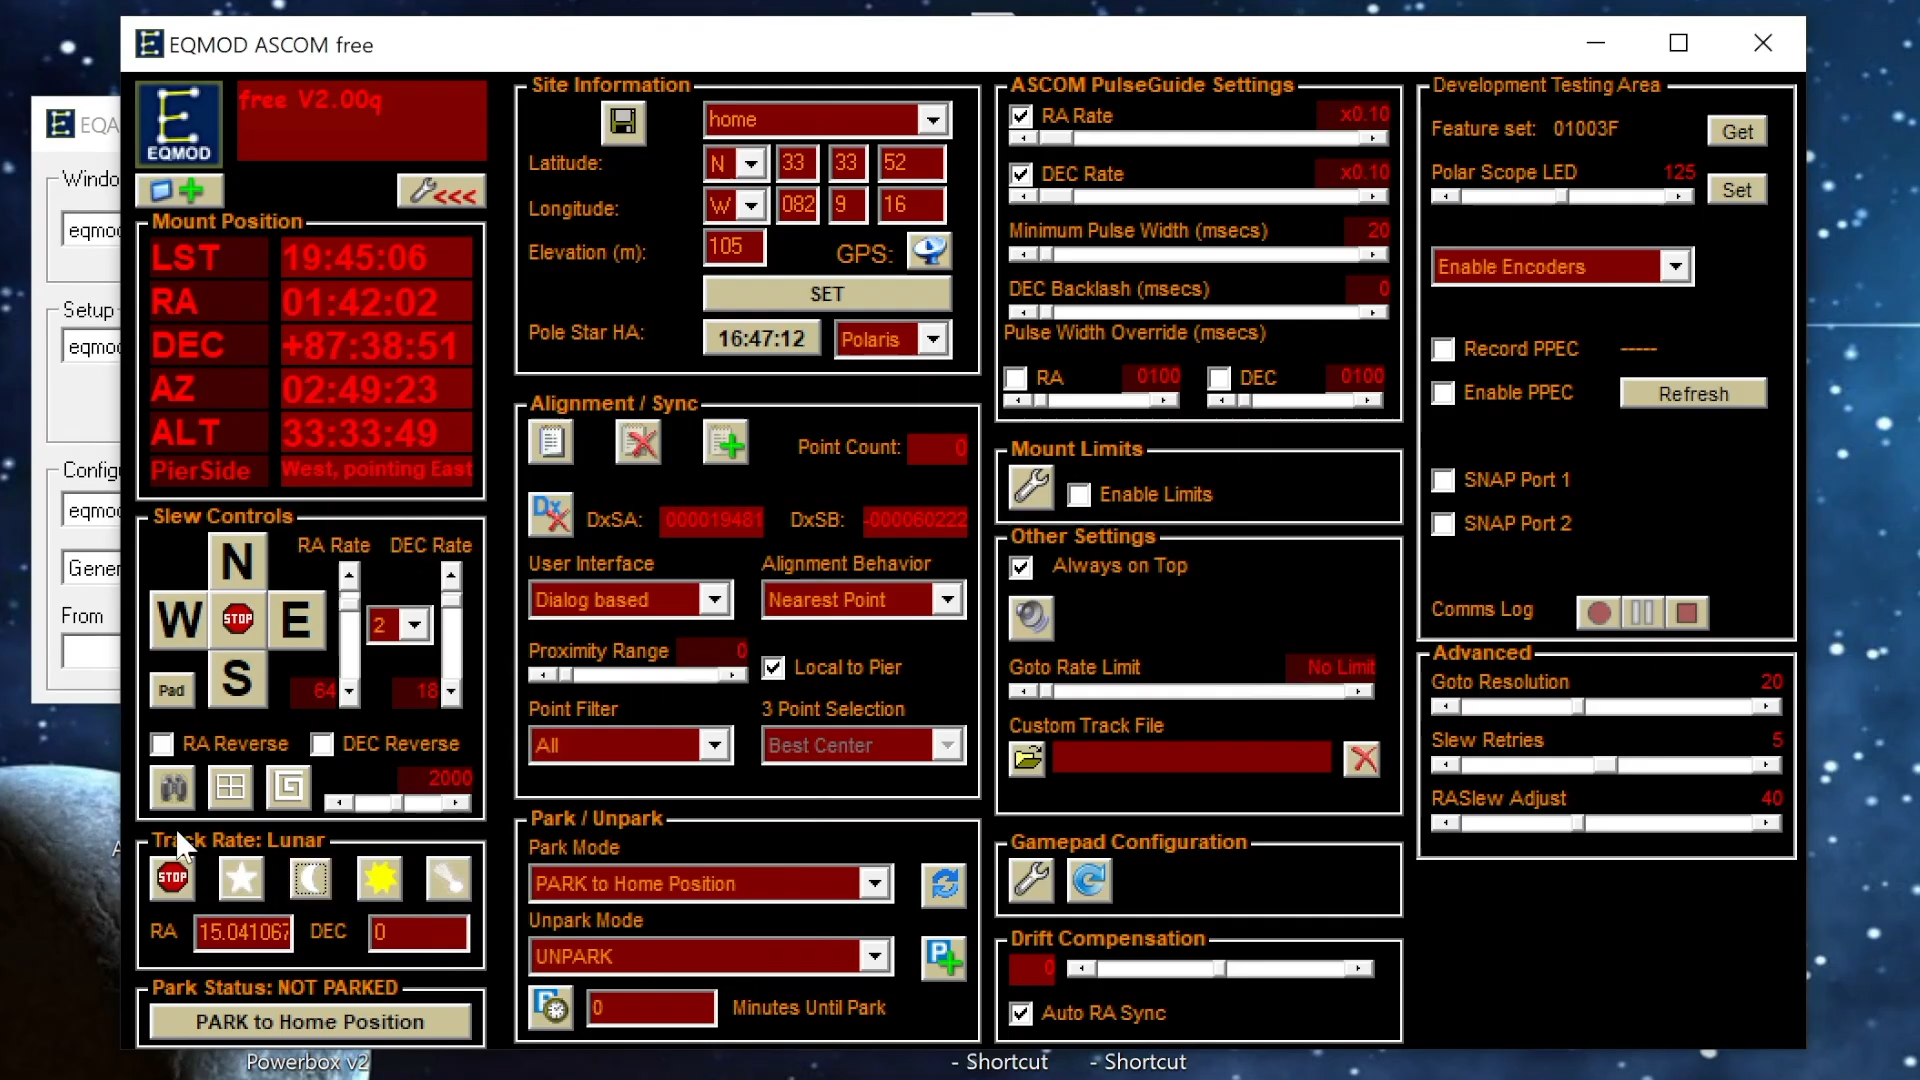 EQMOD ASCOM free
EQA
Windo
eqmo
Setup
eqmo
Config
eqmo
Gener
From
EQMOD
free V2.00q
<<<
Mount Position
LST 19:45:06
RA 01:42:02
DEC +87:38:51
AZ 02:49:23
ALT 33:33:49
PierSide West, pointing East
Slew Controls
RA Rate DEC Rate
N
W STOP E
S
2
Pad
64 18
RA Reverse DEC Reverse
2000
Track Rate: Lunar
STOP
RA 15.041067 DEC 0
Park Status: NOT PARKED
PARK to Home Position
Site Information
home
Latitude: N 33 33 52
Longitude: W 082 9 16
Elevation (m): 105 GPS:
SET
Pole Star HA: 16:47:12 Polaris
Alignment / Sync
Point Count: 0
Dx DxSA: 000019481 DxSB: -000060222
User Interface Alignment Behavior
Dialog based Nearest Point
Proximity Range 0
Local to Pier
Point Filter 3 Point Selection
All Best Center
Park / Unpark
Park Mode
PARK to Home Position
Unpark Mode
UNPARK
P
P 0 Minutes Until Park
ASCOM PulseGuide Settings
RA Rate x0.10
DEC Rate x0.10
Minimum Pulse Width (msecs) 20
DEC Backlash (msecs) 0
Pulse Width Override (msecs)
RA 0100 DEC 0100
Mount Limits
Enable Limits
Other Settings
Always on Top
Goto Rate Limit No Limit
Custom Track File
Gamepad Configuration
Drift Compensation
0
Auto RA Sync
Development Testing Area
Feature set: 01003F Get
Polar Scope LED 125
Set
Enable Encoders
Record PPEC -----
Enable PPEC Refresh
SNAP Port 1
SNAP Port 2
Comms Log
Advanced
Goto Resolution 20
Slew Retries 5
RASlew Adjust 40
A
Powerbox v2
- Shortcut
- Shortcut